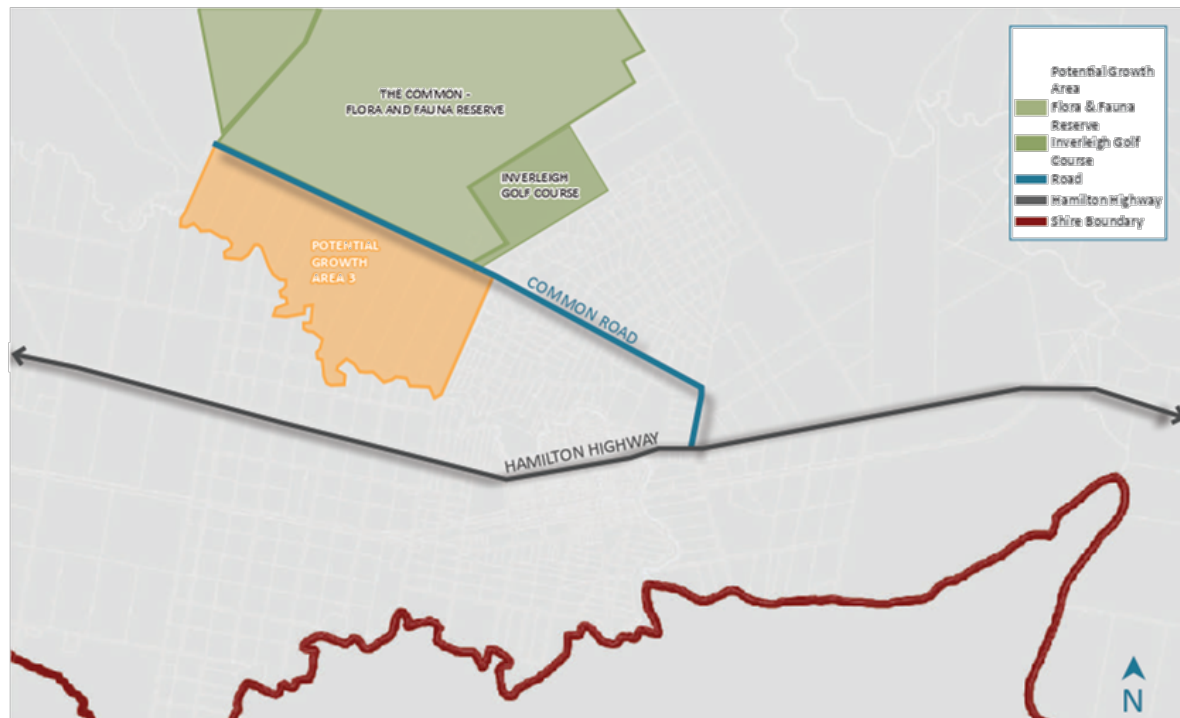 THE COMMON -
FLORA AND FAUNA RESERVE
INVERLEIGH
GOLF COURSE
POTENTIAL
GROWTH
AREA 3
COMMON ROAD
HAMILTON HIGHWAY
Potential Growth
Area
Flora & Fauna
Reserve
Inverleigh Golf
Course
Road
Hamilton Highway
Shire Boundary
N